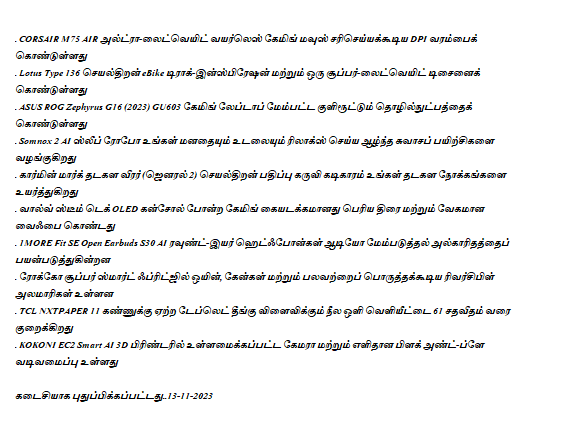 . CORSAIR M75 AIR அல்ட்ரா-லைட்வெயிட் வயர்லெஸ் கேமிங் மவுஸ் சரிசெய்யக்கூடிய DPI வரம்பைக்
கொண்டுள்ளது
. Lotus Type 136 செயல்திறன் eBike டிராக்-இன்ஸ்பிரேஷன் மற்றும் ஒரு சூப்பர்-லைட்வெயிட் டிசைனைக்
கொண்டுள்ளது
. ASUS ROG Zephyrus G16 (2023) GU603 கேமிங் லேப்டாப் மேம்பட்ட குளிரூட்டும் தொழில்நுட்பத்தைக்
கொண்டுள்ளது
. Somnox 2 AI ஸ்லீப் ரோபோ உங்கள் மனதையும் உடலையும் ரிலாக்ஸ் செய்ய ஆழ்ந்த சுவாசப் பயிற்சிகளை
வழங்குகிறது
. கார்மின் மார்க் தடகள வீரர் (ஜெனரல் 2) செயல்திறன் பதிப்பு கருவி கடிகாரம் உங்கள் தடகள நோக்கங்களை
உயர்த்துகிறது
. வால்வ் ஸ்டீம் டெக் OLED கன்சோல் போன்ற கேமிங் கையடக்கமானது பெரிய திரை மற்றும் வேகமான
வைஃபை கொண்டது
. 1MORE Fit SE Open Earbuds S30 AI ரவுண்ட்-இயர் ஹெட்ஃபோன்கள் ஆடியோ மேம்படுத்தல் அல்காரிதத்தைப்
பயன்படுத்துகின்றன
. ரோக்கோ சூப்பர் ஸ்மார்ட் ஃப்ரிட்ஜில் ஒயின், கேன்கள் மற்றும் பலவற்றைப் பொருத்தக்கூடிய ரிவர்சிபிள்
அலமாரிகள் உள்ளன
. TCL NXTPAPER 11 கண்ணுக்கு ஏற்ற டேப்லெட் தீங்கு விளைவிக்கும் நீல ஒளி வெளியீட்டை 61 சதவீதம் வரை
குறைக்கிறது
. KOKONI EC2 Smart AI 3D பிரிண்டரில் உள்ளமைக்கப்பட்ட கேமரா மற்றும் எளிதான பிளக் அண்ட்-ப்ளே
வடிவமைப்பு உள்ளது
கடைசியாக புதுப்பிக்கப்பட்டது..13-11-2023